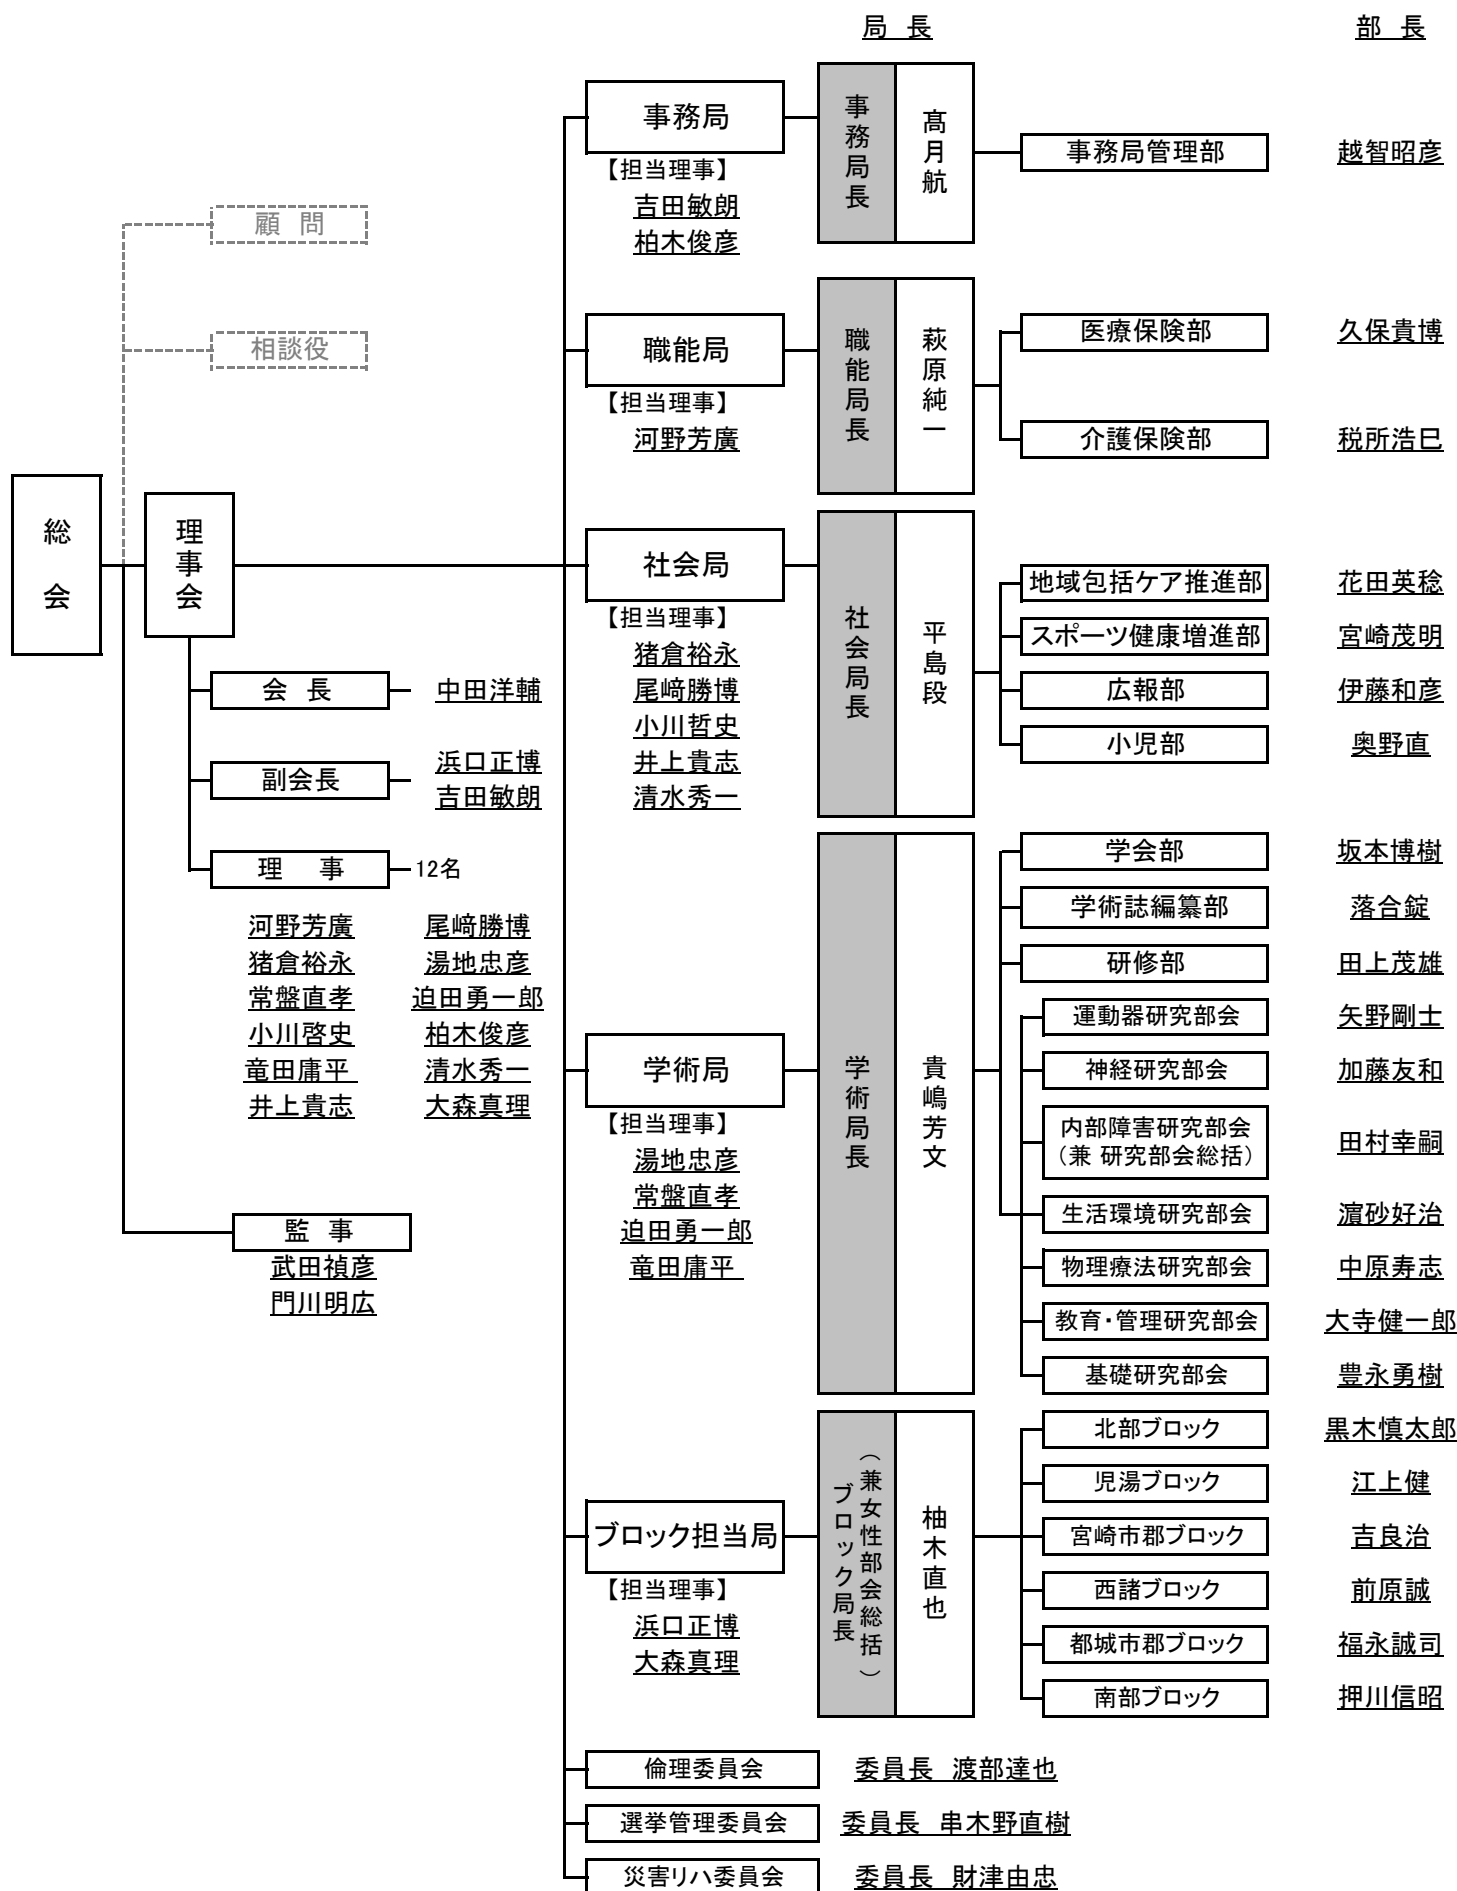 局　長
部　長
事務局
【担当理事】
吉田敏朗
柏木俊彦
事務局長
髙月航
事務局管理部
越智昭彦
顧　問
相談役
職能局
【担当理事】
河野芳廣
職能局長
萩原純一
医療保険部
久保貴博
介護保険部
税所浩巳
総会
理事会
会　長
中田洋輔
副会長
浜口正博
吉田敏朗
理　事
12名
河野芳廣
尾﨑勝博
猪倉裕永
湯地忠彦
常盤直孝
迫田勇一郎
小川啓史
柏木俊彦
竜田庸平
清水秀一
井上貴志
大森真理
監　事
武田禎彦
門川明広
社会局
【担当理事】
猪倉裕永
尾﨑勝博
小川哲史
井上貴志
清水秀一
社会局長
平島段
地域包括ケア推進部
花田英稔
スポーツ健康増進部
宮崎茂明
広報部
伊藤和彦
小児部
奥野直
学術局
【担当理事】
湯地忠彦
常盤直孝
迫田勇一郎
竜田庸平
学術局長
貴嶋芳文
学会部
坂本博樹
学術誌編纂部
落合錠
研修部
田上茂雄
運動器研究部会
矢野剛士
神経研究部会
加藤友和
内部障害研究部会
（兼 研究部会総括）
田村幸嗣
生活環境研究部会
濵砂好治
物理療法研究部会
中原寿志
教育・管理研究部会
大寺健一郎
基礎研究部会
豊永勇樹
ブロック担当局
【担当理事】
浜口正博
大森真理
ブロック局長
（兼女性部会総括）
柚木直也
北部ブロック
黒木慎太郎
児湯ブロック
江上健
宮崎市郡ブロック
吉良治
西諸ブロック
前原誠
都城市郡ブロック
福永誠司
南部ブロック
押川信昭
倫理委員会
委員長　渡部達也
選挙管理委員会
委員長　串木野直樹
災害リハ委員会
委員長　財津由忠